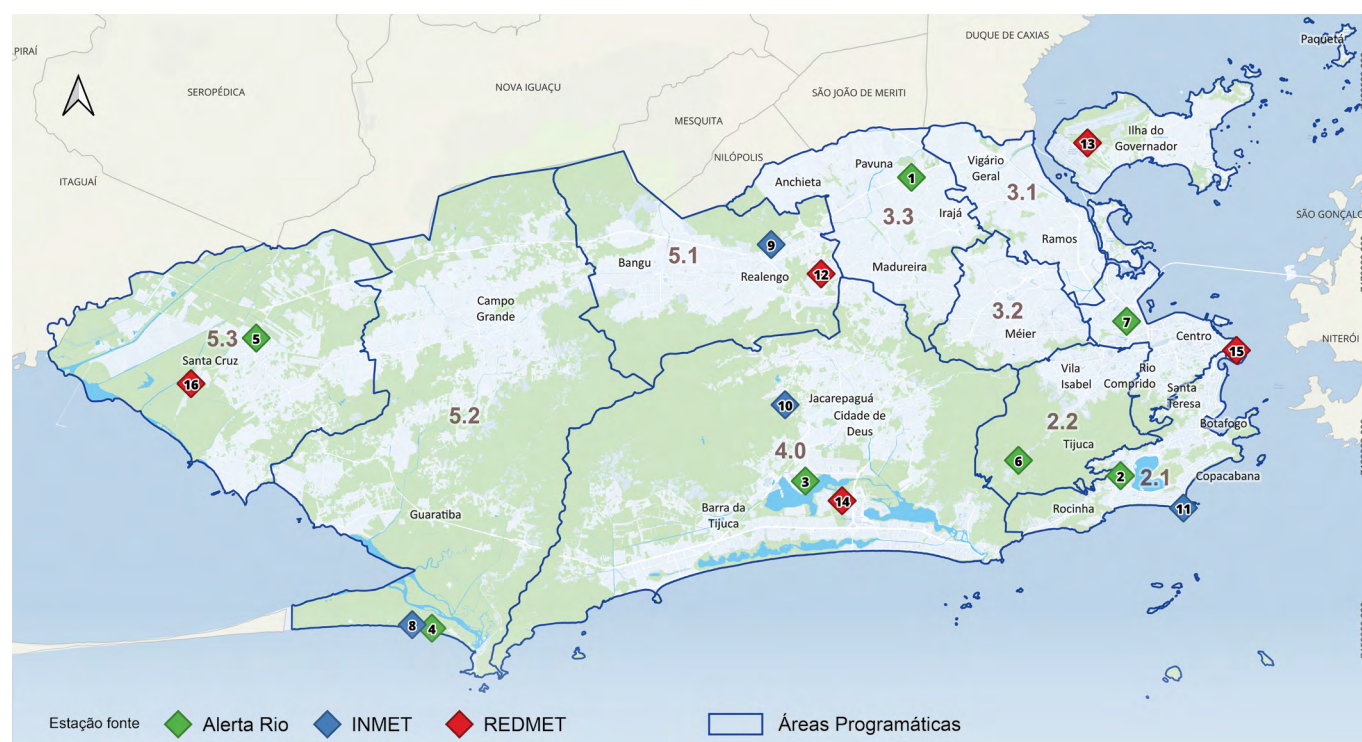 PIRAÍ
SEROPÉDICA
NOVA IGUAÇU
DUQUE DE CAXIAS
Paquetá
SÃO JOÃO DE MERITI
MESQUITA
NILÓPOLIS
ITAGUAÍ
13
Ilha do
Governador
Pavuna
Vigário
Geral
1
Anchieta
3.1
3.3
Irajá
SÃO GONÇALO
9
Ramos
5.1
Bangu
Realengo
12
Madureira
Campo
Grande
3.2
Méier
7
Centro
5.3
5
NITERÓI
15
Santa Cruz
16
Vila
Isabel
Rio
Comprido
Santa
Teresa
10
Jacarepaguá
Cidade de
Deus
5.2
2.2
Tijuca
Botafogo
4.0
6
2
2.1
Copacabana
3
14
Barra da
Tijuca
Rocinha
11
Guaratiba
8
4
Estação fonte
Alerta Rio
INMET
REDMET
Áreas Programáticas